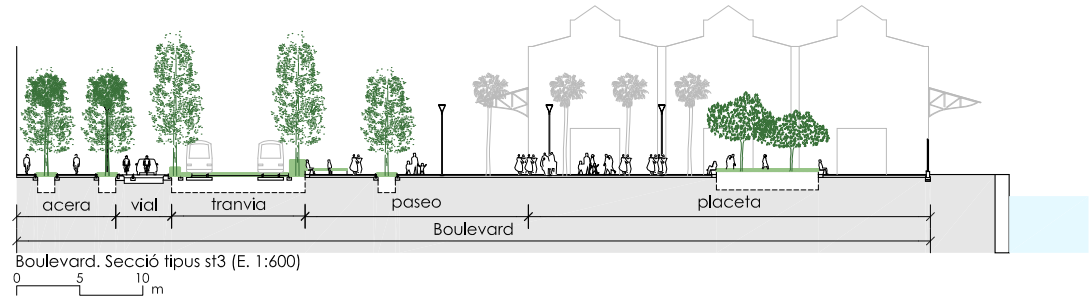 acera vial tranvia paseo placeta
Boulevard
Boulevard. Secció tipus st3 (E. 1:600)
0 5 10
m